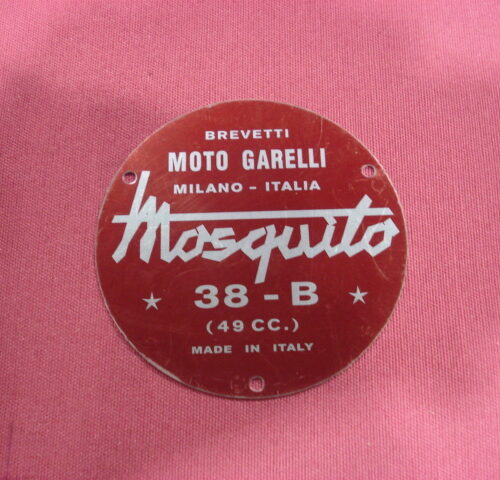 BREVETTI
MOTO GARELLI
MILANO - ITALIA
Mosquito
38 - B
(49 CC.)
MADE IN ITALY